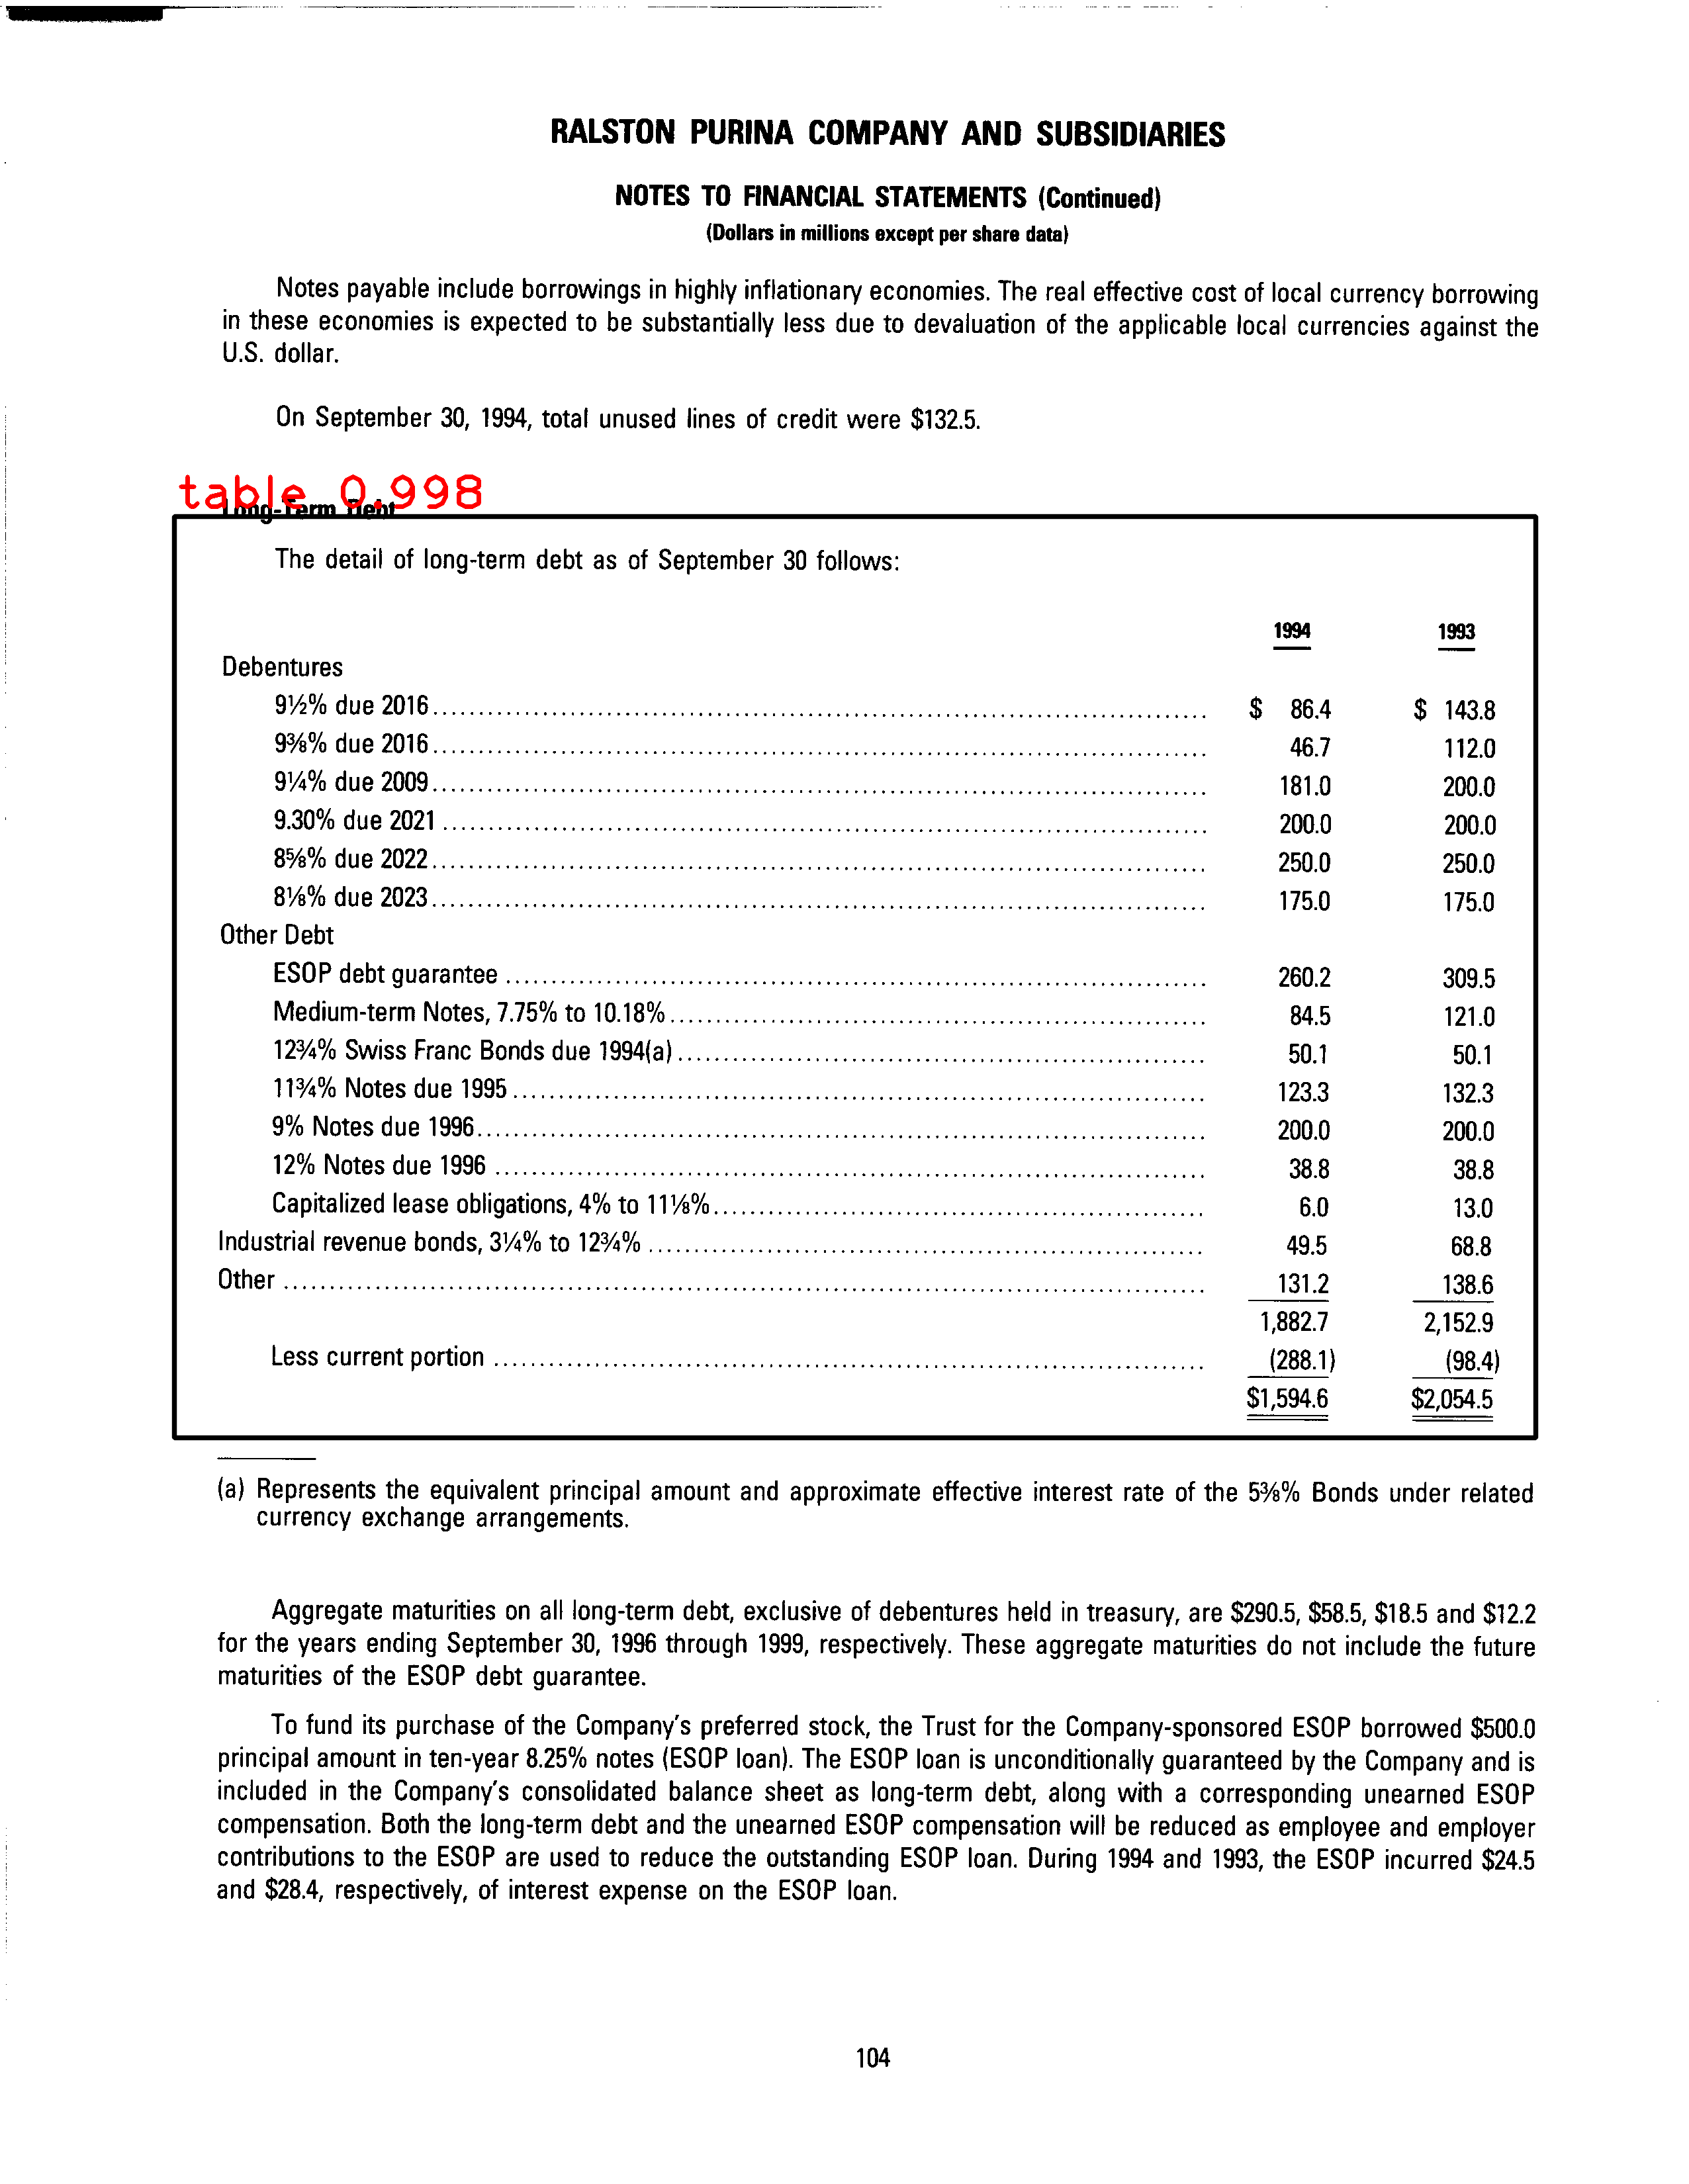 RALSTON PURINA COMPANY AND SUBSIDIARIES
NOTES TO FINANCIAL STATEMENTS (Continued)
(Dollars in millions except per share data)
Notes payable include borrowings in highly inflationary economies. The real effective cost of local currency borrowing
in these economies is expected to be substantially less due to devaluation of the applicable local currencies against the
U.S. dollar.
On September 30, 1994, total unused lines of credit were $132.5.
table 0.998
Long-Term Debt
The detail of long-term debt as of September 30 follows:
1994 1993
Debentures
9½% due 2016 $ 86.4 $ 143.8
9⅜% due 2016 46.7 112.0
9¼% due 2009 181.0 200.0
9.30% due 2021 200.0 200.0
8⅝% due 2022 250.0 250.0
8⅛% due 2023 175.0 175.0
Other Debt
ESOP debt guarantee 260.2 309.5
Medium-term Notes, 7.75% to 10.18% 84.5 121.0
12¾% Swiss Franc Bonds due 1994(a) 50.1 50.1
11¾% Notes due 1995 123.3 132.3
9% Notes due 1996 200.0 200.0
12% Notes due 1996 38.8 38.8
Capitalized lease obligations, 4% to 11⅛% 6.0 13.0
Industrial revenue bonds, 3¼% to 12¾% 49.5 68.8
Other 131.2 138.6
1,882.7 2,152.9
Less current portion (288.1) (98.4)
$1,594.6 $2,054.5
(a) Represents the equivalent principal amount and approximate effective interest rate of the 5⅜% Bonds under related
currency exchange arrangements.
Aggregate maturities on all long-term debt, exclusive of debentures held in treasury, are $290.5, $58.5, $18.5 and $12.2
for the years ending September 30, 1996 through 1999, respectively. These aggregate maturities do not include the future
maturities of the ESOP debt guarantee.
To fund its purchase of the Company's preferred stock, the Trust for the Company-sponsored ESOP borrowed $500.0
principal amount in ten-year 8.25% notes (ESOP loan). The ESOP loan is unconditionally guaranteed by the Company and is
included in the Company's consolidated balance sheet as long-term debt, along with a corresponding unearned ESOP
compensation. Both the long-term debt and the unearned ESOP compensation will be reduced as employee and employer
contributions to the ESOP are used to reduce the outstanding ESOP loan. During 1994 and 1993, the ESOP incurred $24.5
and $28.4, respectively, of interest expense on the ESOP loan.
104